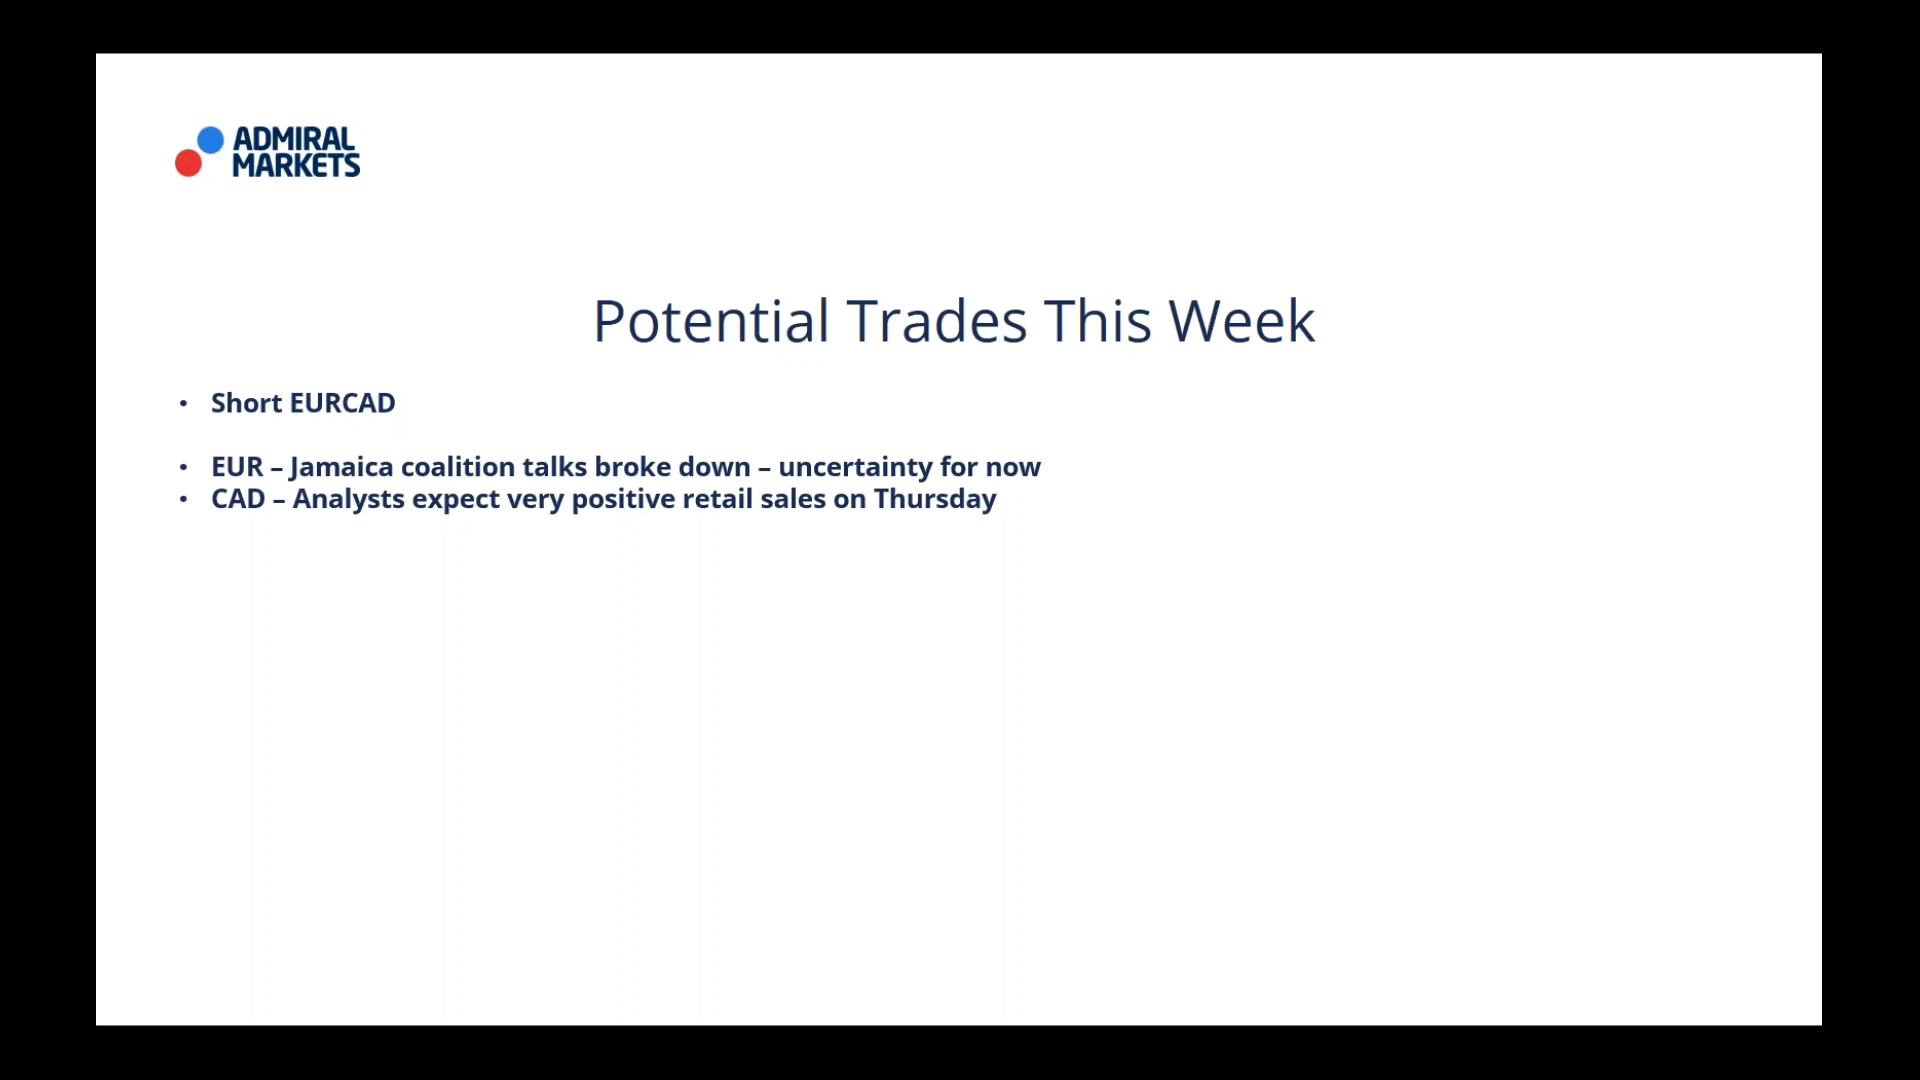 ADMIRAL
MARKETS
Potential Trades This Week
• Short EURCAD
• EUR – Jamaica coalition talks broke down – uncertainty for now
• CAD – Analysts expect very positive retail sales on Thursday